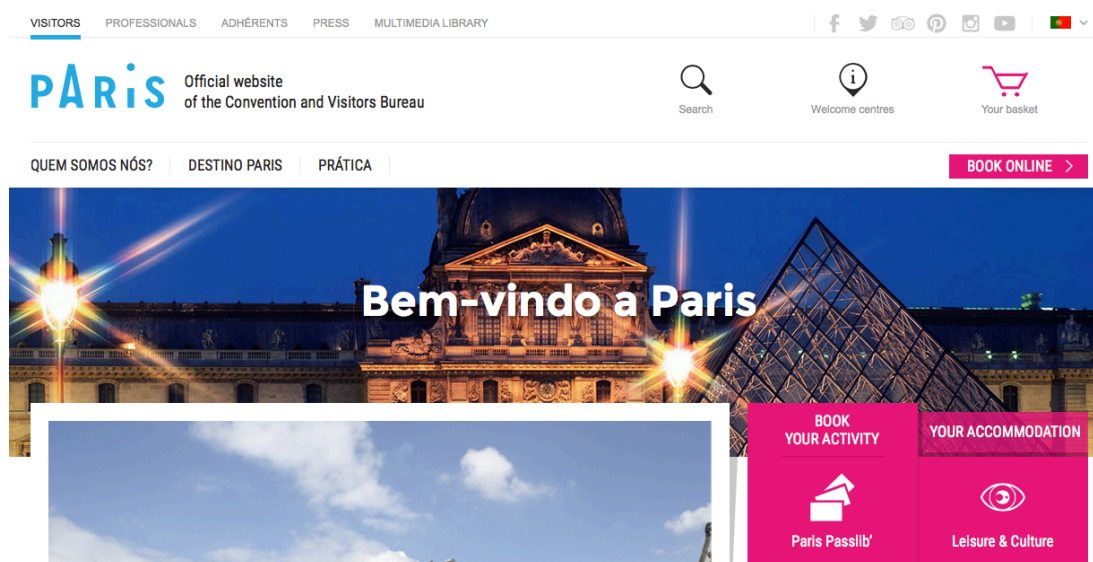 VISITORS PROFESSIONALS ADHÉRENTS PRESS MULTIMEDIA LIBRARY
PARiS
Official website
of the Convention and Visitors Bureau
Search
Welcome centres
Your basket
QUEM SOMOS NÓS? DESTINO PARIS PRÁTICA
BOOK ONLINE >
Bem-vindo a Paris
BOOK
YOUR ACTIVITY
YOUR ACCOMMODATION
Paris Passlib'
Leisure & Culture